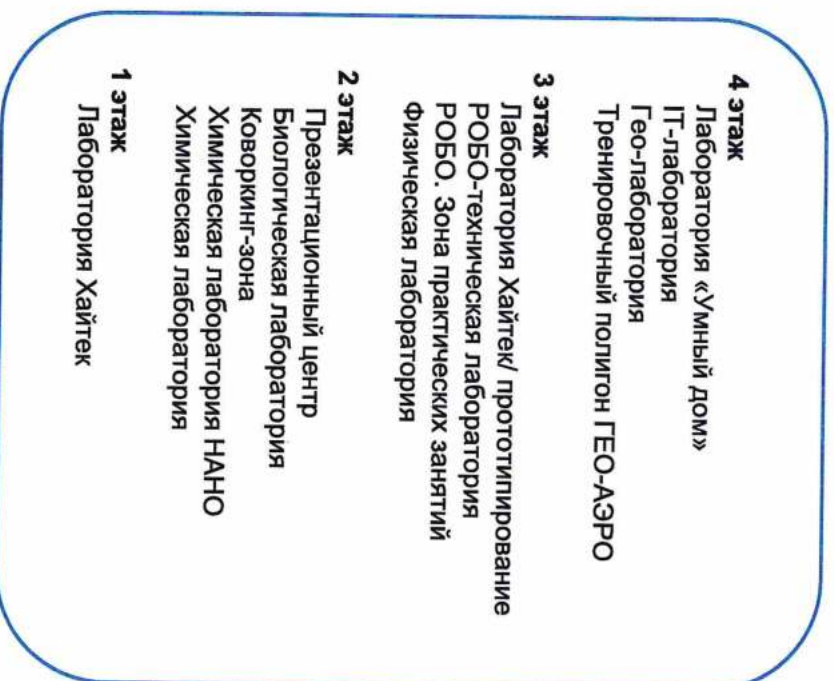 4 этаж
Лаборатория «Умный дом»
IT-лаборатория
Гео-лаборатория
Тренировочный полигон ГЕО-АЭРО
3 этаж
Лаборатория Хайтек/ прототипирование
РОБО-техническая лаборатория
РОБО. Зона практических занятий
Физическая лаборатория
2 этаж
Презентационный центр
Биологическая лаборатория
Коворкинг-зона
Химическая лаборатория НАНО
Химическая лаборатория
1 этаж
Лаборатория Хайтек